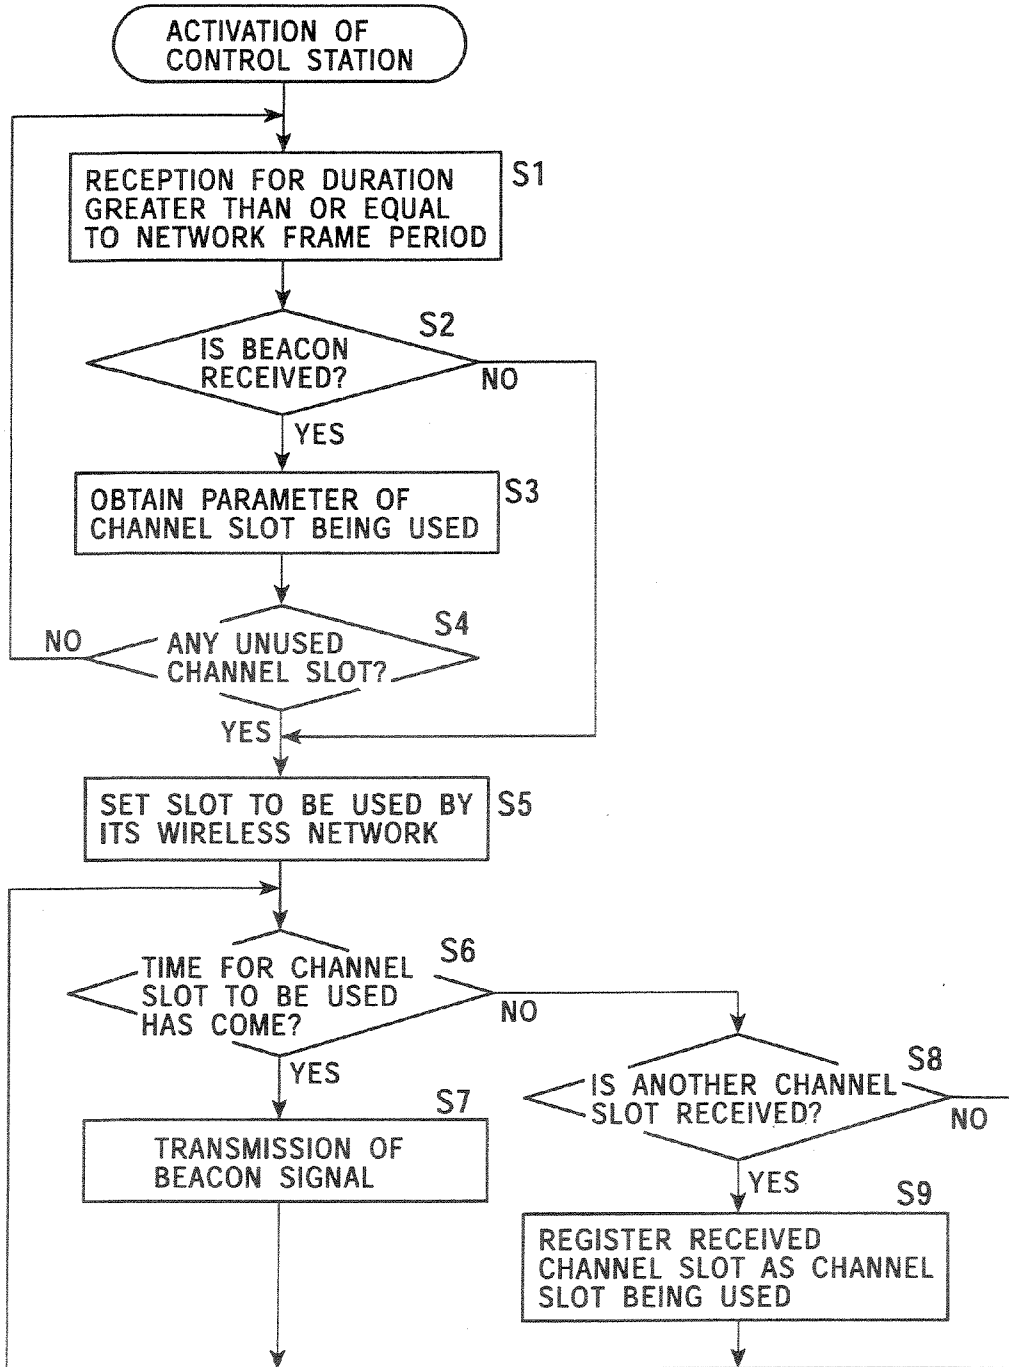 ACTIVATION OF
CONTROL STATION
RECEPTION FOR DURATION
GREATER THAN OR EQUAL
TO NETWORK FRAME PERIOD
S1
IS BEACON
RECEIVED?
S2
NO
YES
OBTAIN PARAMETER OF
CHANNEL SLOT BEING USED
S3
ANY UNUSED
CHANNEL SLOT?
S4
NO
YES
SET SLOT TO BE USED BY
ITS WIRELESS NETWORK
S5
TIME FOR CHANNEL
SLOT TO BE USED
HAS COME?
S6
NO
YES
TRANSMISSION OF
BEACON SIGNAL
S7
IS ANOTHER CHANNEL
SLOT RECEIVED?
S8
NO
YES
REGISTER RECEIVED
CHANNEL SLOT AS CHANNEL
SLOT BEING USED
S9